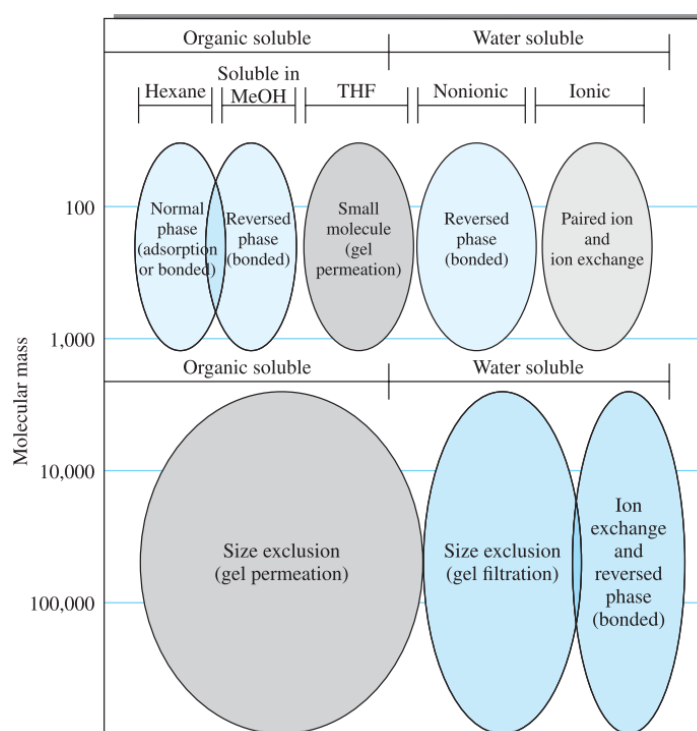 Organic soluble
Water soluble
Hexane
Soluble in
MeOH
THF
Nonionic
Ionic
100
Normal
phase
(adsorption
or bonded)
Reversed
phase
(bonded)
Small
molecule
(gel
permeation)
Reversed
phase
(bonded)
Paired ion
and
ion exchange
1,000
Organic soluble
Water soluble
Molecular mass
10,000
Size exclusion
(gel permeation)
Size exclusion
(gel filtration)
Ion
exchange
and
reversed
phase
(bonded)
100,000